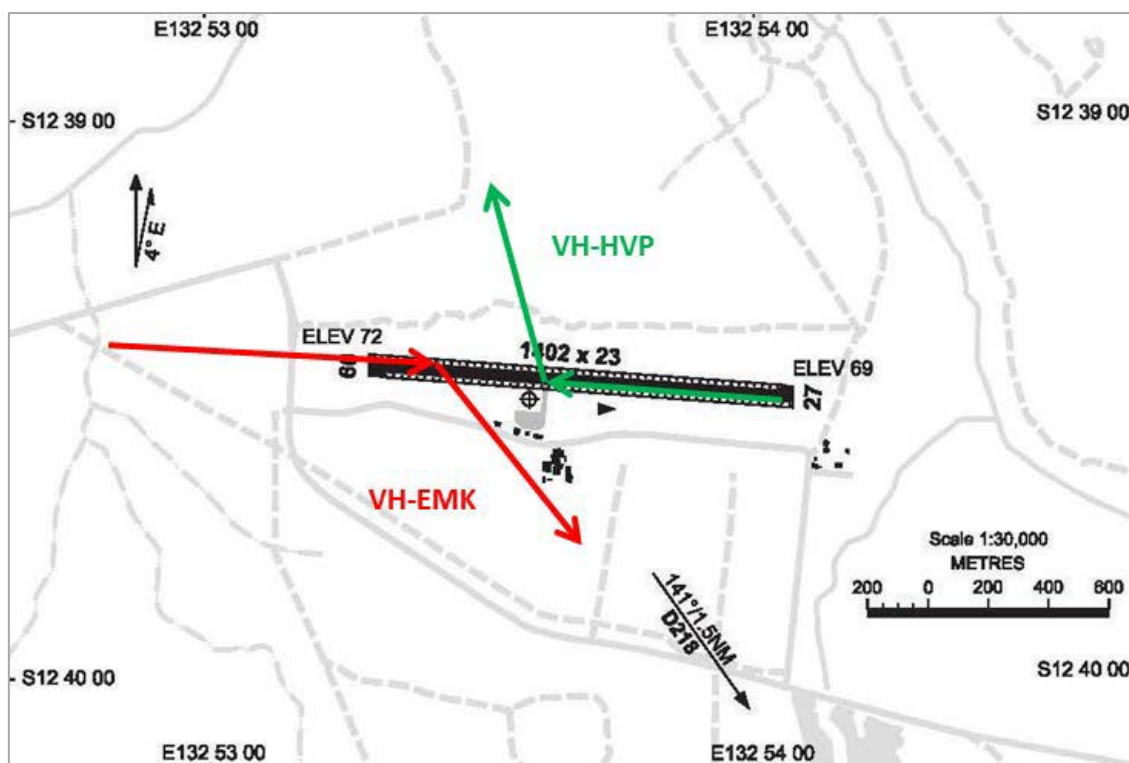 E132 53 00
E132 54 00
S12 39 00
S12 39 00
4° E
VH-HVP
ELEV 72
1402 x 23
ELEV 69
09
27
VH-EMK
Scale 1:30,000
METRES
200 0 200 400 600
141°/1.5NM
D218
S12 40 00
S12 40 00
E132 53 00
E132 54 00